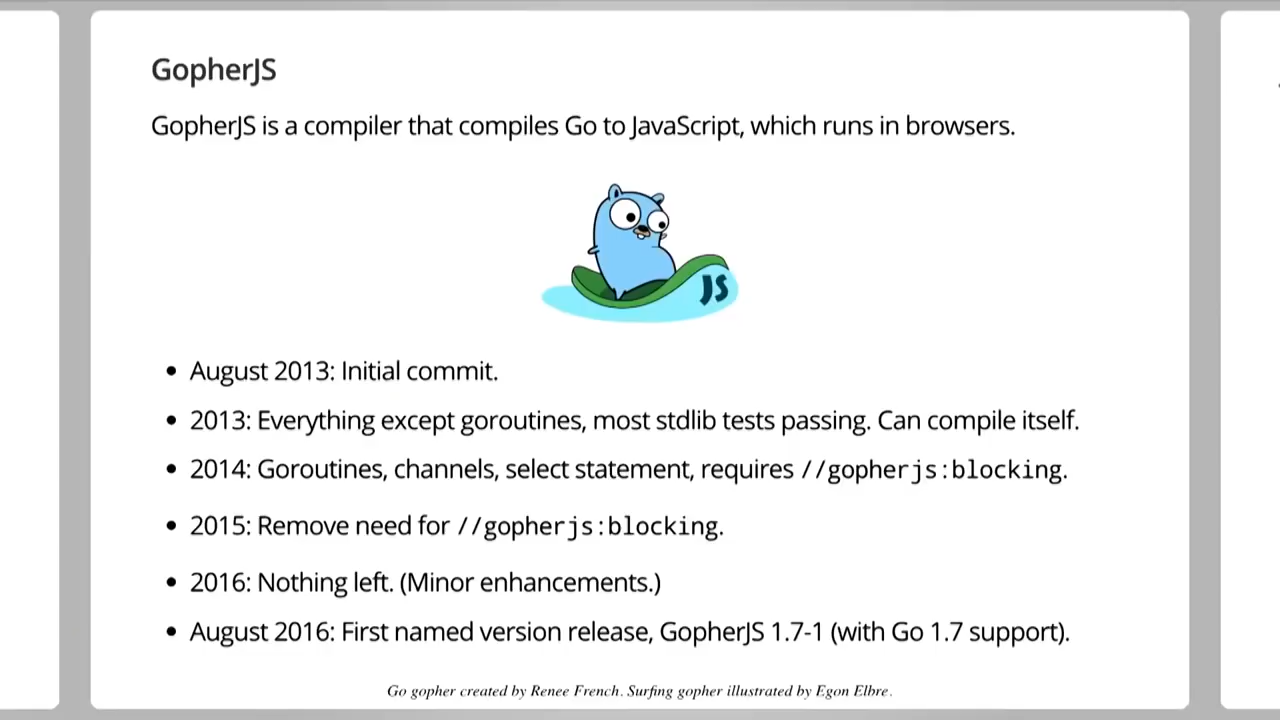 GopherJS
GopherJS is a compiler that compiles Go to JavaScript, which runs in browsers.
JS
• August 2013: Initial commit.
• 2013: Everything except goroutines, most stdlib tests passing. Can compile itself.
• 2014: Goroutines, channels, select statement, requires //gopherjs:blocking.
• 2015: Remove need for //gopherjs:blocking.
• 2016: Nothing left. (Minor enhancements.)
• August 2016: First named version release, GopherJS 1.7-1 (with Go 1.7 support).
Go gopher created by Renee French. Surfing gopher illustrated by Egon Elbre.